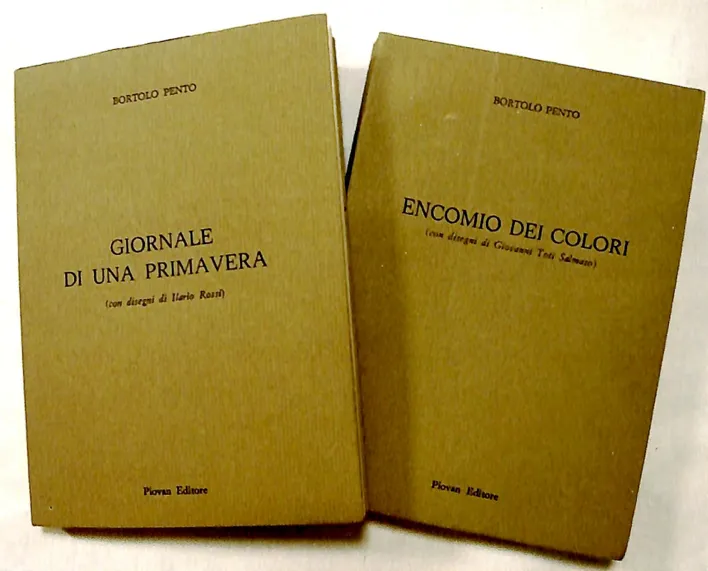 BORTOLO PENTO
GIORNALE
DI UNA PRIMAVERA
(con disegni di Ilario Rossi)
Piovan Editore
BORTOLO PENTO
ENCOMIO DEI COLORI
(con disegni di Giovanni Toti Salmaso)
Piovan Editore